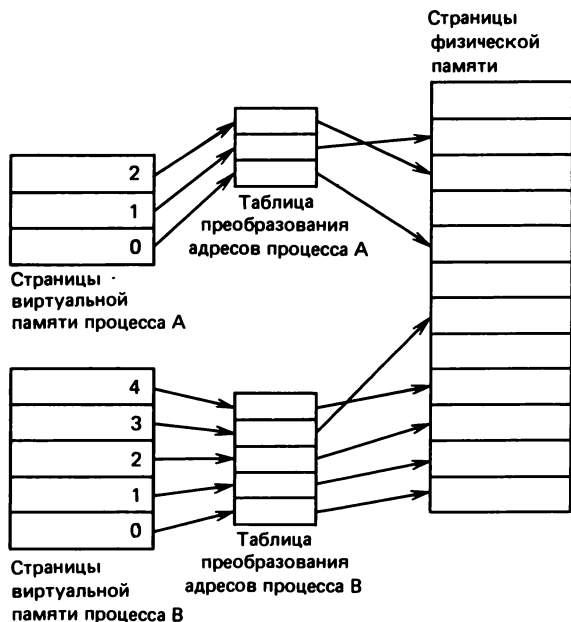 Страницы
физической
памяти
2
1
0
Таблица
преобразования
адресов процесса А
Страницы
виртуальной
памяти процесса А
4
3
2
1
0
Таблица
преобразования
адресов процесса В
Страницы
виртуальной
памяти процесса В